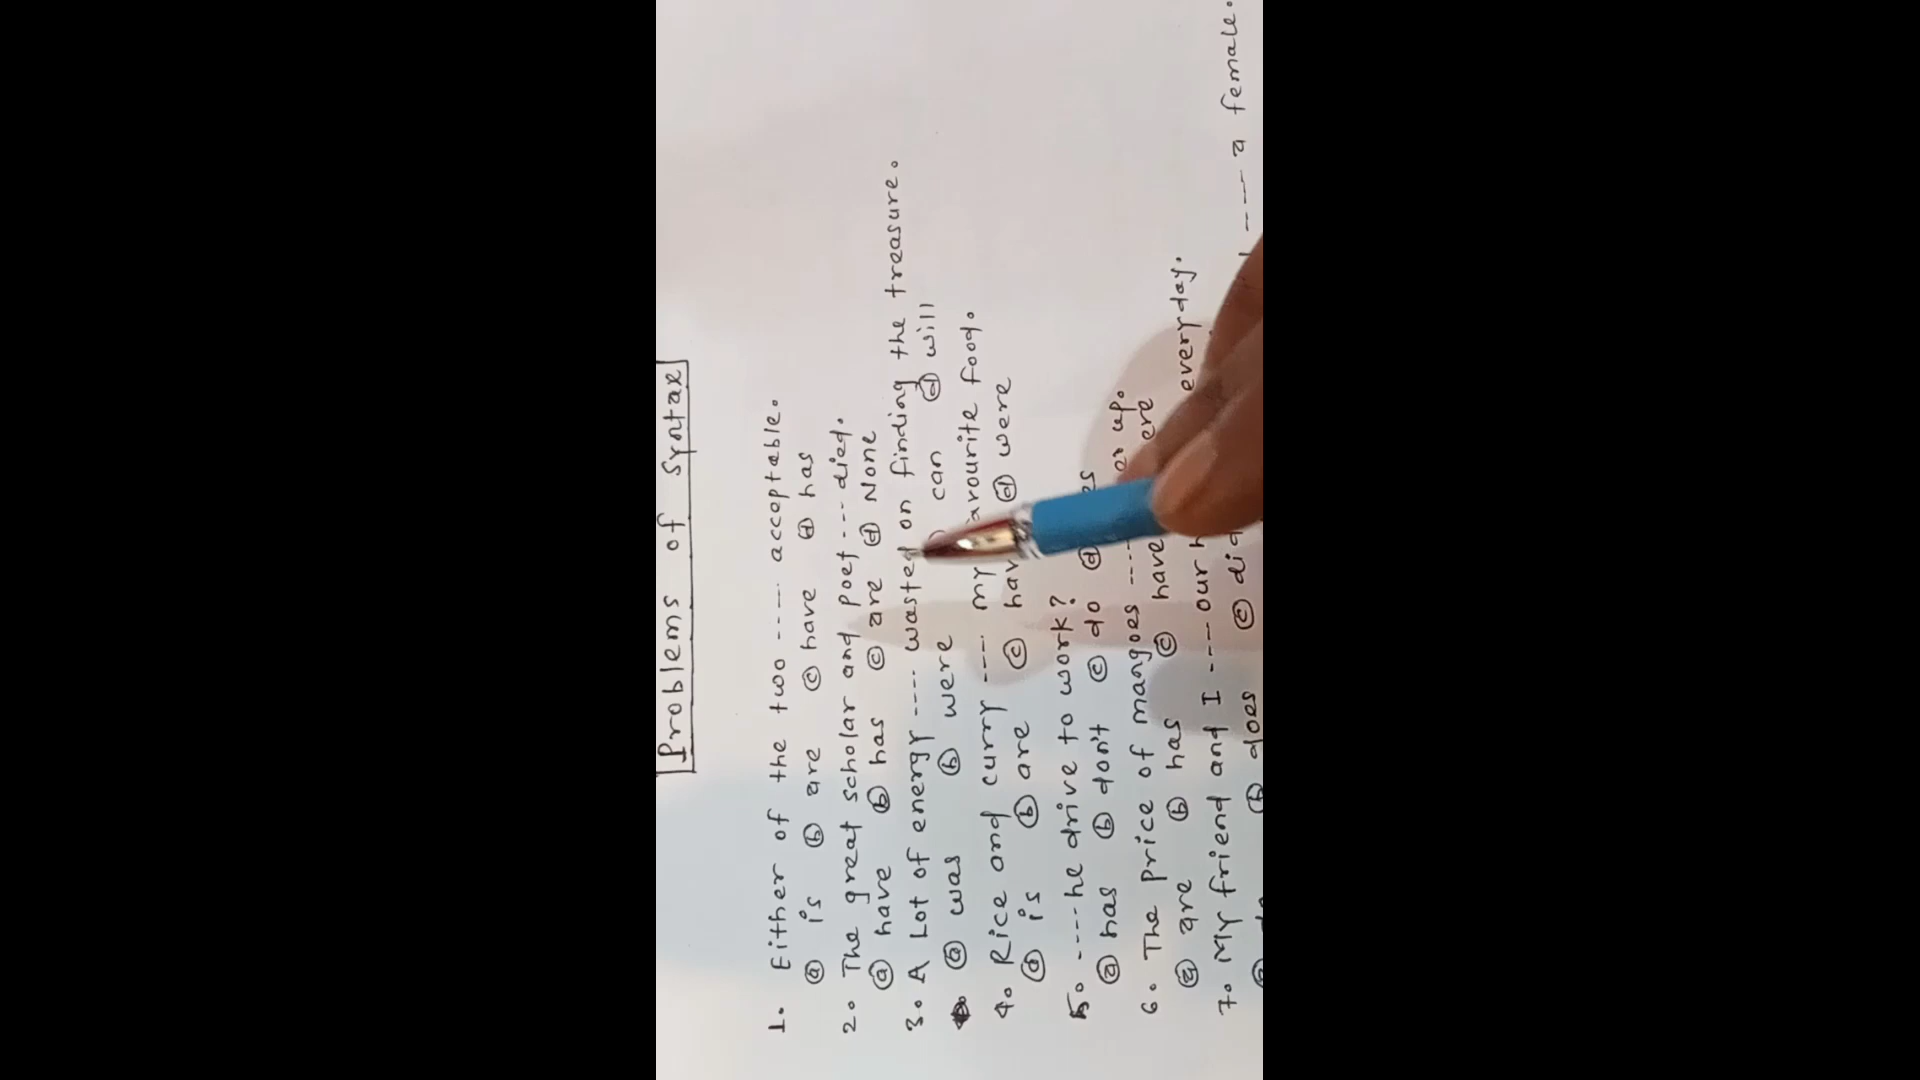 Problems of Syntax
1. Either of the two ----- acceptable.
ⓐ is ⓑ are ⓒ have ⓓ has
2. The great scholar and poet ---- died.
ⓐ have ⓑ has ⓒ are ⓓ None
3. A Lot of energy ---- wasted on finding the treasure.
ⓐ was ⓑ were can ⓓ will
4. Rice and curry ---- my food.
ⓐ is ⓑ are ⓒ ⓓ were
5. ----he drive to work?
ⓐ has ⓑ don't ⓒ do ⓓ
6. The Price of mangoes ---- up.
ⓐ are ⓑ has ⓒ have
7. My friend and I ---- our everyday.
ⓑ does ⓒ
---- a female.